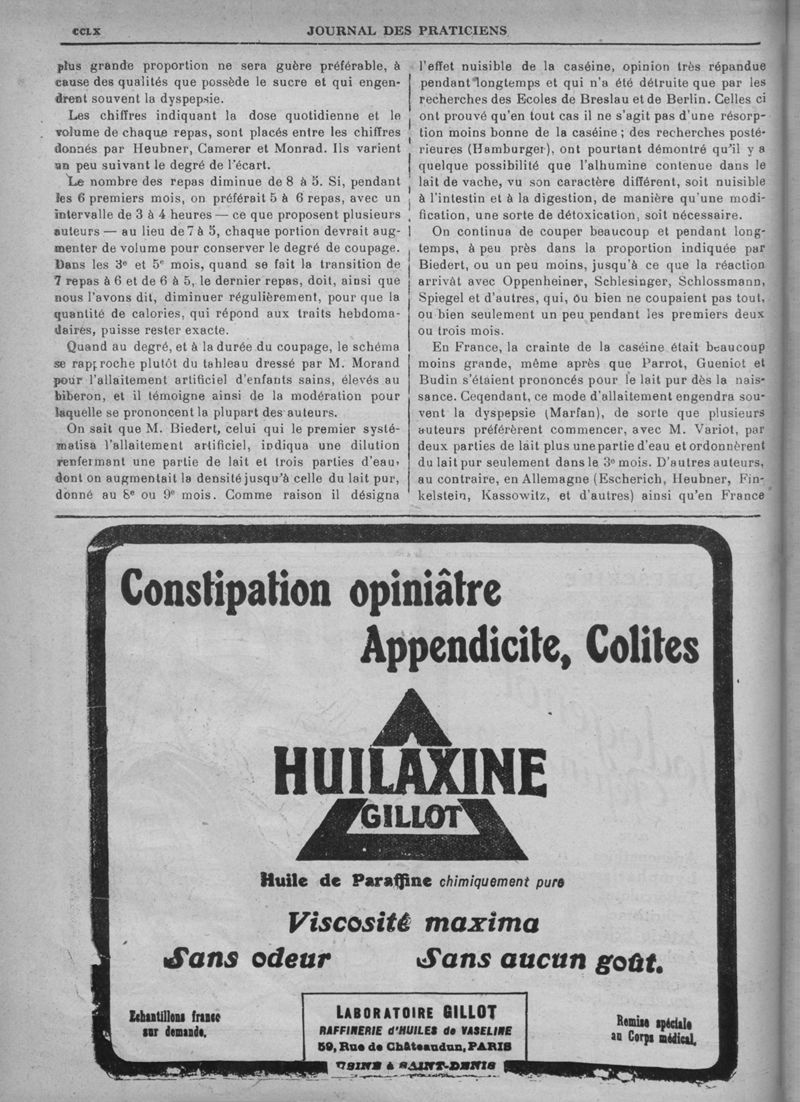 CCLX
JOURNAL DES PRATICIENS
plus grande proportion ne sera guère préférable, à
cause des qualités que possède le sucre et qui engen-
drent souvent la dyspepsie.
Les chiffres indiquant la dose quotidienne et le
volume de chaque repas, sont placés entre les chiffres
donnés par Heubner, Camerer et Monrad. Ils varient
un peu suivant le degré de l'écart.
Le nombre des repas diminue de 8 à 5. Si, pendant
les 6 premiers mois, on préférait 5 à 6 repas, avec un
intervalle de 3 à 4 heures — ce que proposent plusieurs
auteurs — au lieu de 7 à 5, chaque portion devrait aug-
menter de volume pour conserver le degré de coupage.
Dans les 3e et 5e mois, quand se fait la transition de
7 repas à 6 et de 6 à 5, le dernier repas, doit, ainsi que
nous l'avons dit, diminuer régulièrement, pour que la
quantité de calories, qui répond aux traits hebdoma-
daires, puisse rester exacte.
Quand au degré, et à la durée du coupage, le schéma
se rapproche plutôt du tahleau dressé par M. Morand
pour l'allaitement artificiel d'enfants sains, élevés au
biberon, et il témoigne ainsi de la modération pour
laquelle se prononcent la plupart des auteurs.
On sait que M. Biedert, celui qui le premier systé-
matisa l'allaitement artificiel, indiqua une dilution
renfermant une partie de lait et trois parties d'eau,
dont on augmentait la densité jusqu'à celle du lait pur,
donné au 8e ou 9e mois. Comme raison il désigna
l'effet nuisible de la caséine, opinion très répandue
pendant longtemps et qui n'a été détruite que par les
recherches des Ecoles de Breslau et de Berlin. Celles ci
ont prouvé qu'en tout cas il ne s'agit pas d'une résorp-
tion moins bonne de la caséine ; des recherches posté-
rieures (Hamburger), ont pourtant démontré qu'il y a
quelque possibilité que l'alhumine contenue dans le
lait de vache, vu son caractère différent, soit nuisible
à l'intestin et à la digestion, de manière qu'une modi-
fication, une sorte de détoxication, soit nécessaire.
On continua de couper beaucoup et pendant long-
temps, à peu près dans la proportion indiquée par
Biedert, ou un peu moins, jusqu'à ce que la réaction
arrivât avec Oppenheiner, Schlesinger, Schlossmann,
Spiegel et d'autres, qui, ou bien ne coupaient pas tout,
ou bien seulement un peu pendant les premiers deux
ou trois mois.
En France, la crainte de la caséine était beaucoup
moins grande, même après que Parrot, Gueniot et
Budin s'étaient prononcés pour le lait pur dès la nais-
sance. Ceqendant, ce mode d'allaitement engendra sou-
vent la dyspepsie (Marfan), de sorte que plusieurs
auteurs préférèrent commencer, avec M. Variot, par
deux parties de lait plus une partie d'eau et ordonnèrent
du lait pur seulement dans le 3e mois. D'autres auteurs,
au contraire, en Allemagne (Escherich, Heubner, Fin-
kelstein, Kassowitz, et d'autres) ainsi qu'en France
Constipation opiniâtre
Appendicite, Colites
HUILAXINE
GILLOT
Huile de Paraffine chimiquement pure
Viscosité maxima
Sans odeur Sans aucun goût.
Echantillons franco
sur demande.
LABORATOIRE GILLOT
RAFFINERIE d'HUILES de VASELINE
59, Rue de Châteaudun, PARIS
USINE à SAINT-DENIS
Remise spéciale
au Corps médical.